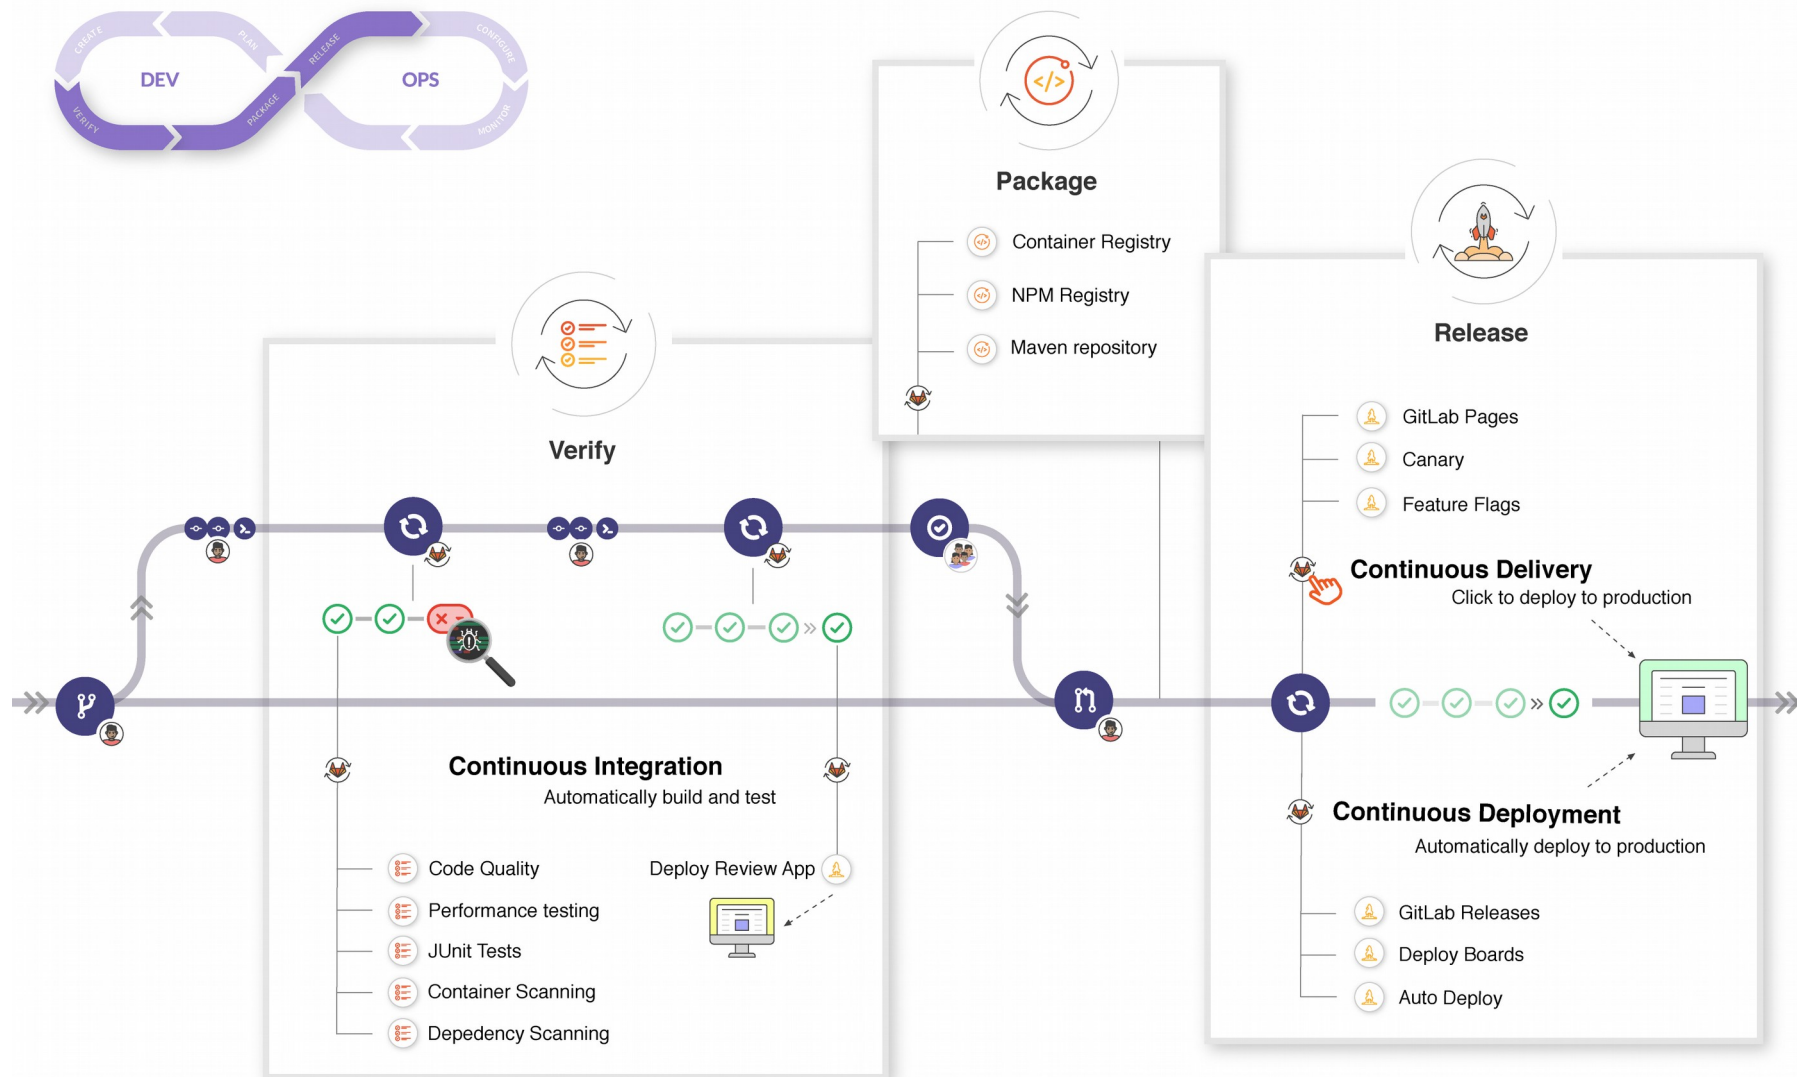 CREATE
PLAN
RELEASE
CONFIGURE
DEV
OPS
VERIFY
PACKAGE
MONITOR
Package
Container Registry
NPM Registry
Maven repository
Verify
Continuous Integration
Automatically build and test
Code Quality
Performance testing
JUnit Tests
Container Scanning
Depedency Scanning
Deploy Review App
Release
GitLab Pages
Canary
Feature Flags
Continuous Delivery
Click to deploy to production
Continuous Deployment
Automatically deploy to production
GitLab Releases
Deploy Boards
Auto Deploy